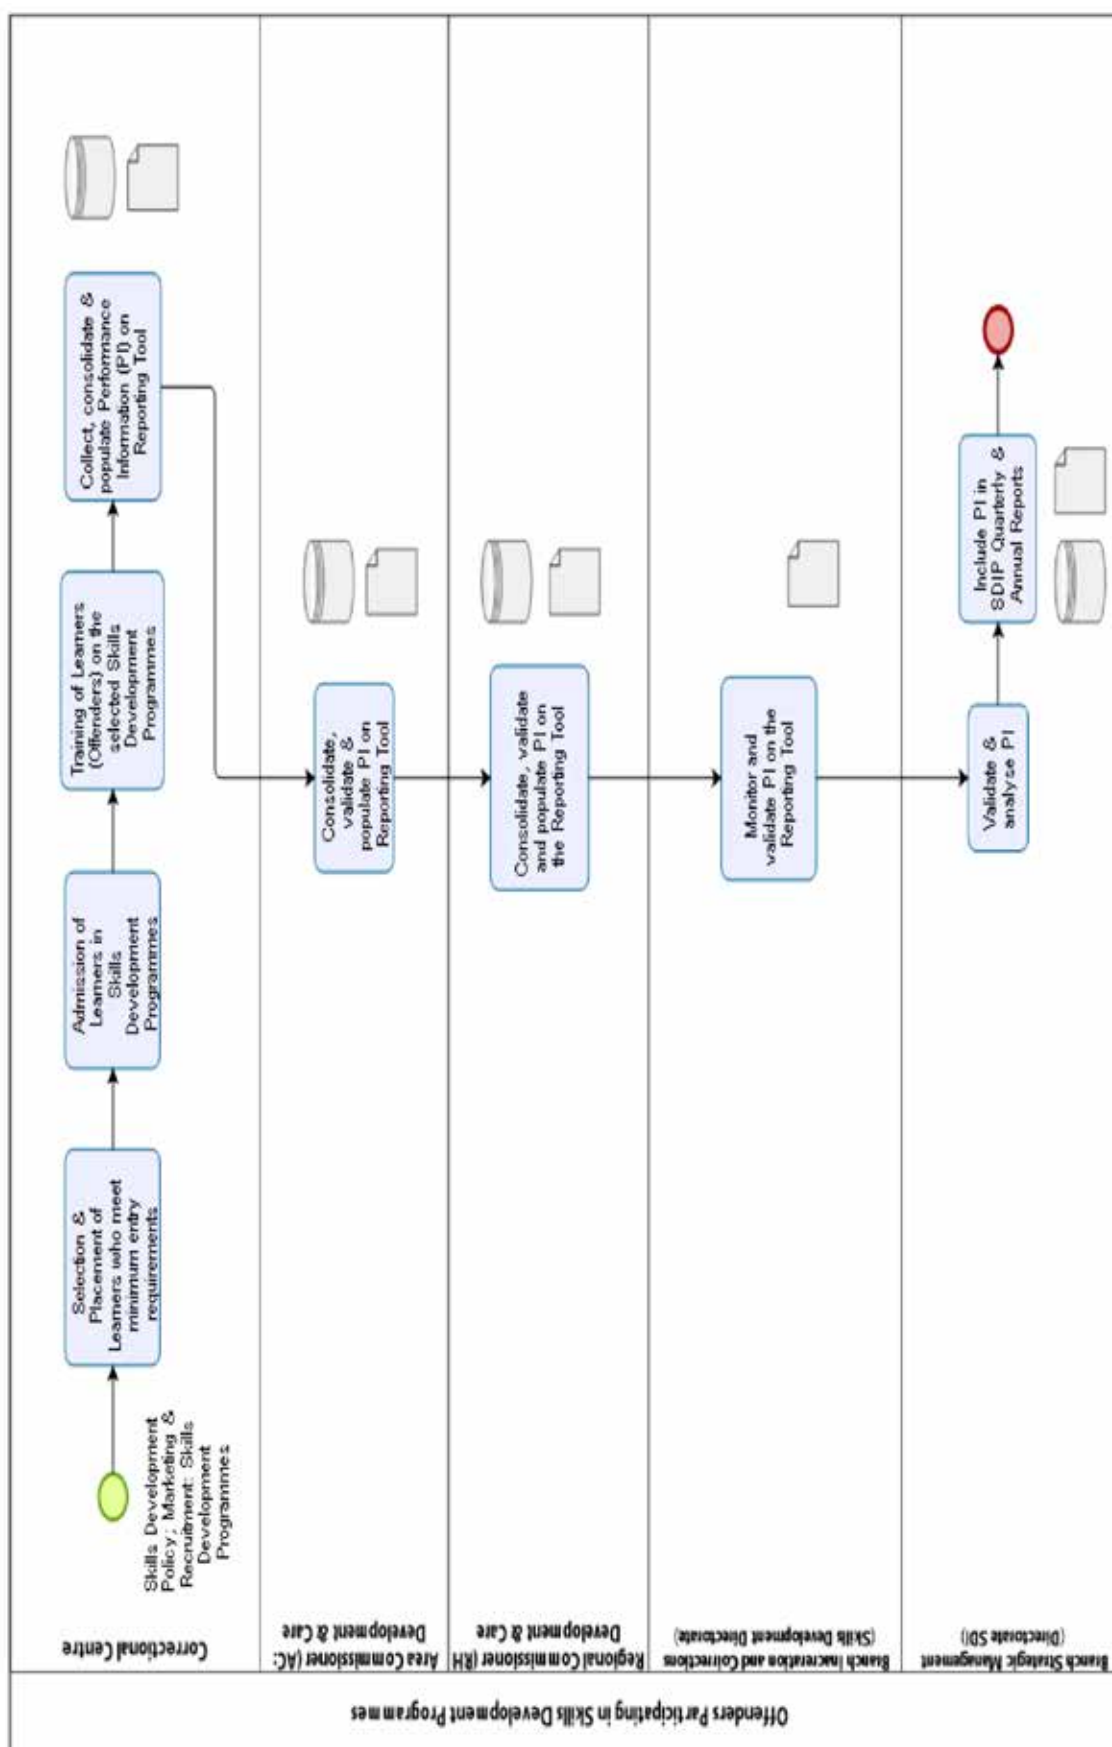 Offenders Participating in Skills Development Programmes
Correctional Centre
Skills Development
Policy; Marketing &
Recruitment: Skills
Development
Programmes
Selection &
Placement of
Learners who meet
minimum entry
requirements
Admission of
Learners in
Skills
Development
Programmes
Training of Learners
(Offenders) on the
selected Skills
Development
Programmes
Collect, consolidate &
populate Performance
Information (PI) on
Reporting Tool
Area Commissioner (AC:
Development & Care
Consolidate,
validate &
populate PI on
Reporting Tool
Regional Commissioner (RH
Development & Care
Consolidate, validate
and populate PI on
the Reporting Tool
Branch Inacreation and Coirrections
(Skills Development Directorate)
Monitor and
validate PI on the
Reporting Tool
Branch Strategic Management
(Directorate SDI)
Validate &
analyse PI
Include PI in
SDIP Quarterly &
Annual Reports